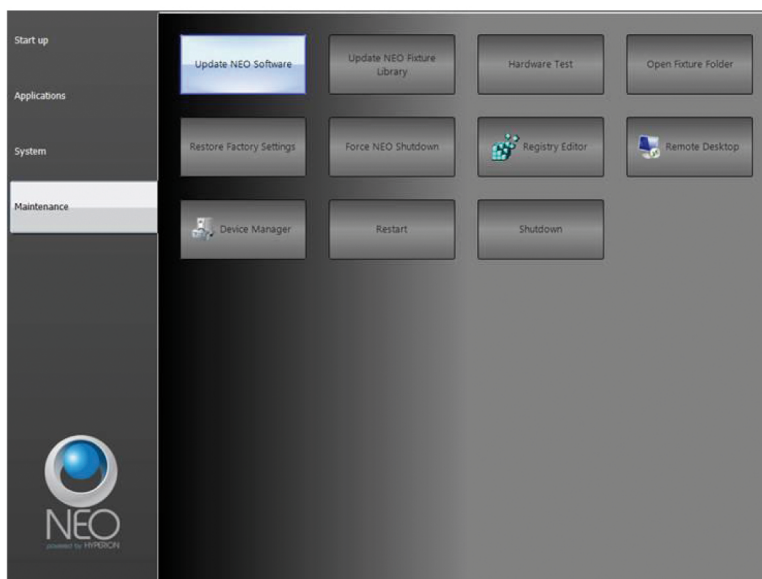 Start up
Applications
System
Maintenance
Update NEO Software
Update NEO Fixture
Library
Hardware Test
Open Fixture Folder
Restore Factory Settings
Force NEO Shutdown
Registry Editor
Remote Desktop
Device Manager
Restart
Shutdown
NEO
powered by HYPERION